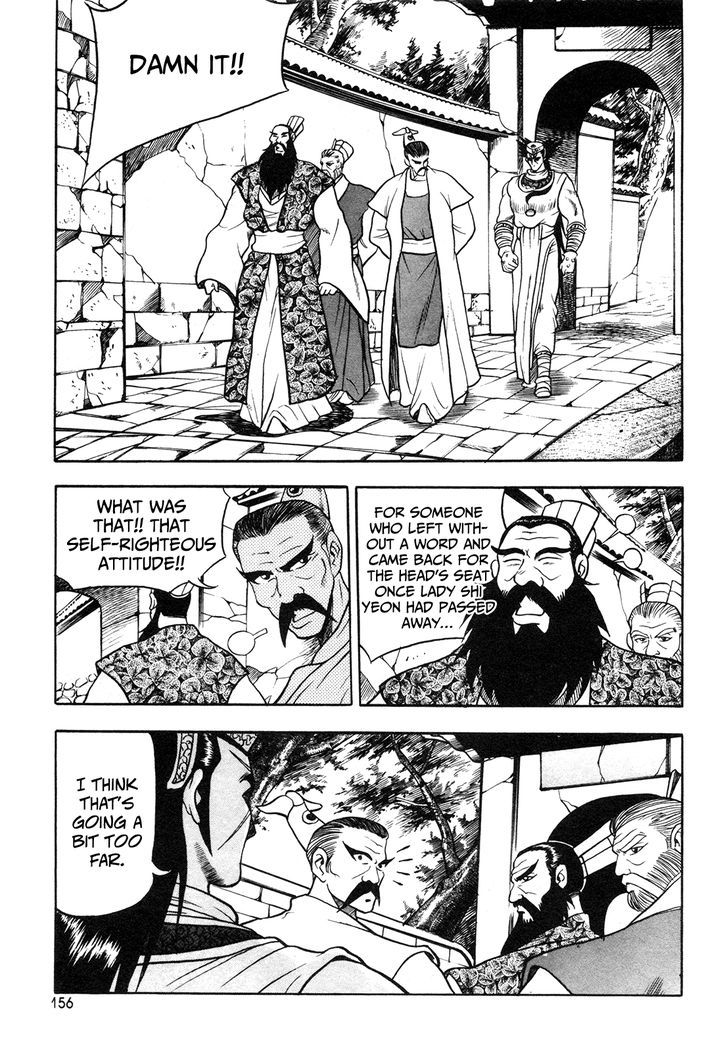 DAMN IT!!
WHAT WAS
THAT!! THAT
SELF-RIGHTEOUS
ATTITUDE!!
FOR SOMEONE
WHO LEFT WITH-
OUT A WORD AND
CAME BACK FOR
THE HEAD'S SEAT
ONCE LADY SHI
YEON HAD PASSED
AWAY...
I THINK
THAT'S
GOING A
BIT TOO
FAR.
156